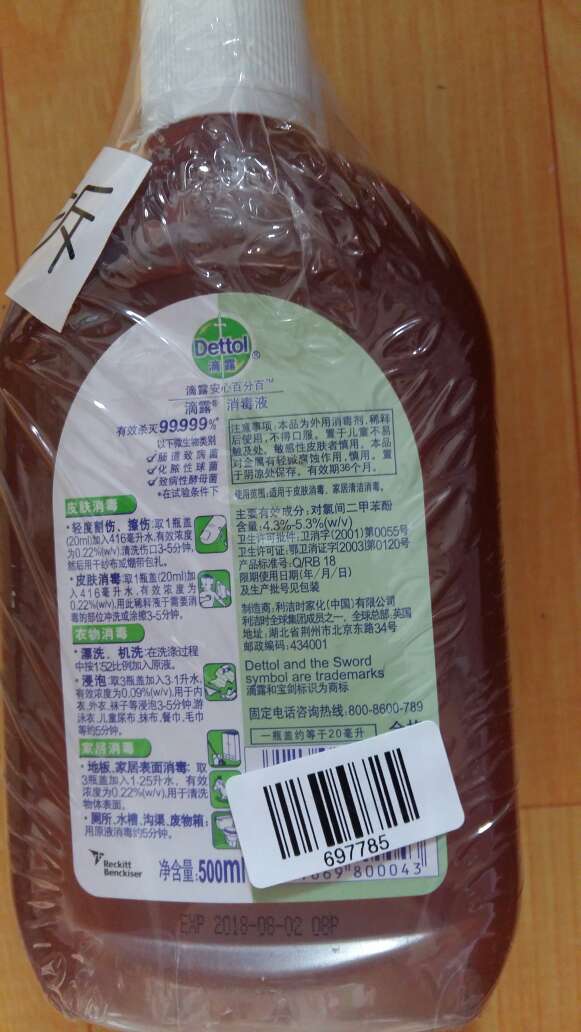 Dettol®
滴露
滴露安心百分百™
滴露® 消毒液
有效杀灭99.999%*
以下微生物类别
✓肠道致病菌
✓化脓性球菌
✓致病性酵母菌
*在试验条件下
皮肤消毒
·轻度割伤、擦伤:取1瓶盖
(20ml)加入416毫升水,有效浓度
为0.22%(w/v),清洗伤口3-5分钟,
然后用干纱布或绷带包扎。
·皮肤消毒:取1瓶盖(20ml)加
入416毫升水,有效浓度为
0.22%(w/v),用此稀释液于需要消
毒的部位冲洗或涂擦3-5分钟。
衣物消毒
·漂洗、机洗:在洗涤过程
中按1:52比例加入原液。
·浸泡:取3瓶盖加入3.1升水,
有效浓度为0.09%(w/v),用于内
衣,外衣,袜子等浸泡3-5分钟,游
泳衣,儿童尿布,抹布,餐巾,毛巾
等约5分钟。
家居消毒
·地板、家居表面消毒:取
3瓶盖加入1.25升水,有效
浓度为0.22%(w/v),用于清洗
物体表面。
·厕所、水槽、沟渠、废物箱:
用原液消毒约5分钟。
Reckitt
Benckiser
净含量:500ml
注意事项:本品为外用消毒剂,稀释
后使用,不得口服。置于儿童不易
触及处。敏感性皮肤者慎用。本品
对金属有轻微腐蚀作用,慎用。置
于阴凉处保存。有效期36个月。
使用范围:适用于皮肤消毒、家居清洁消毒。
主要有效成分:对氯间二甲苯酚
含量:4.3%-5.3%(w/v)
卫生许可批件:卫消字(2001)第0055号
卫生许可证:鄂卫消证字[2003]第0120号
产品标准号:Q/RB 18
限期使用日期(年/月/日)
及生产批号见包装
制造商:利洁时家化(中国)有限公司
利洁时全球集团成员之一,全球总部:英国
地址:湖北省荆州市北京东路34号
邮政编码:434001
Dettol and the Sword
symbol are trademarks
滴露和宝剑标识为商标
固定电话咨询热线:800-8600-789
一瓶盖约等于20毫升
697785
800043
EXP 2018-08-02 08P